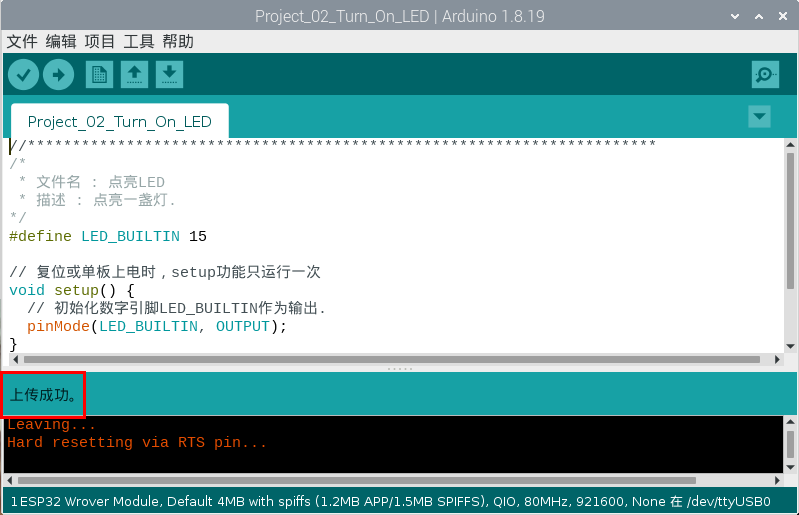 Project_02_Turn_On_LED | Arduino 1.8.19
文件 编辑 项目 工具 帮助
Project_02_Turn_On_LED
//**********************************************************************
/*
 * 文件名 : 点亮LED
 * 描述 : 点亮一盏灯.
*/
#define LED_BUILTIN 15
// 复位或单板上电时，setup功能只运行一次
void setup() {
  // 初始化数字引脚LED_BUILTIN作为输出.
  pinMode(LED_BUILTIN, OUTPUT);
}
上传成功。
Leaving...
Hard resetting via RTS pin...
1 ESP32 Wrover Module, Default 4MB with spiffs (1.2MB APP/1.5MB SPIFFS), QIO, 80MHz, 921600, None 在 /dev/ttyUSB0